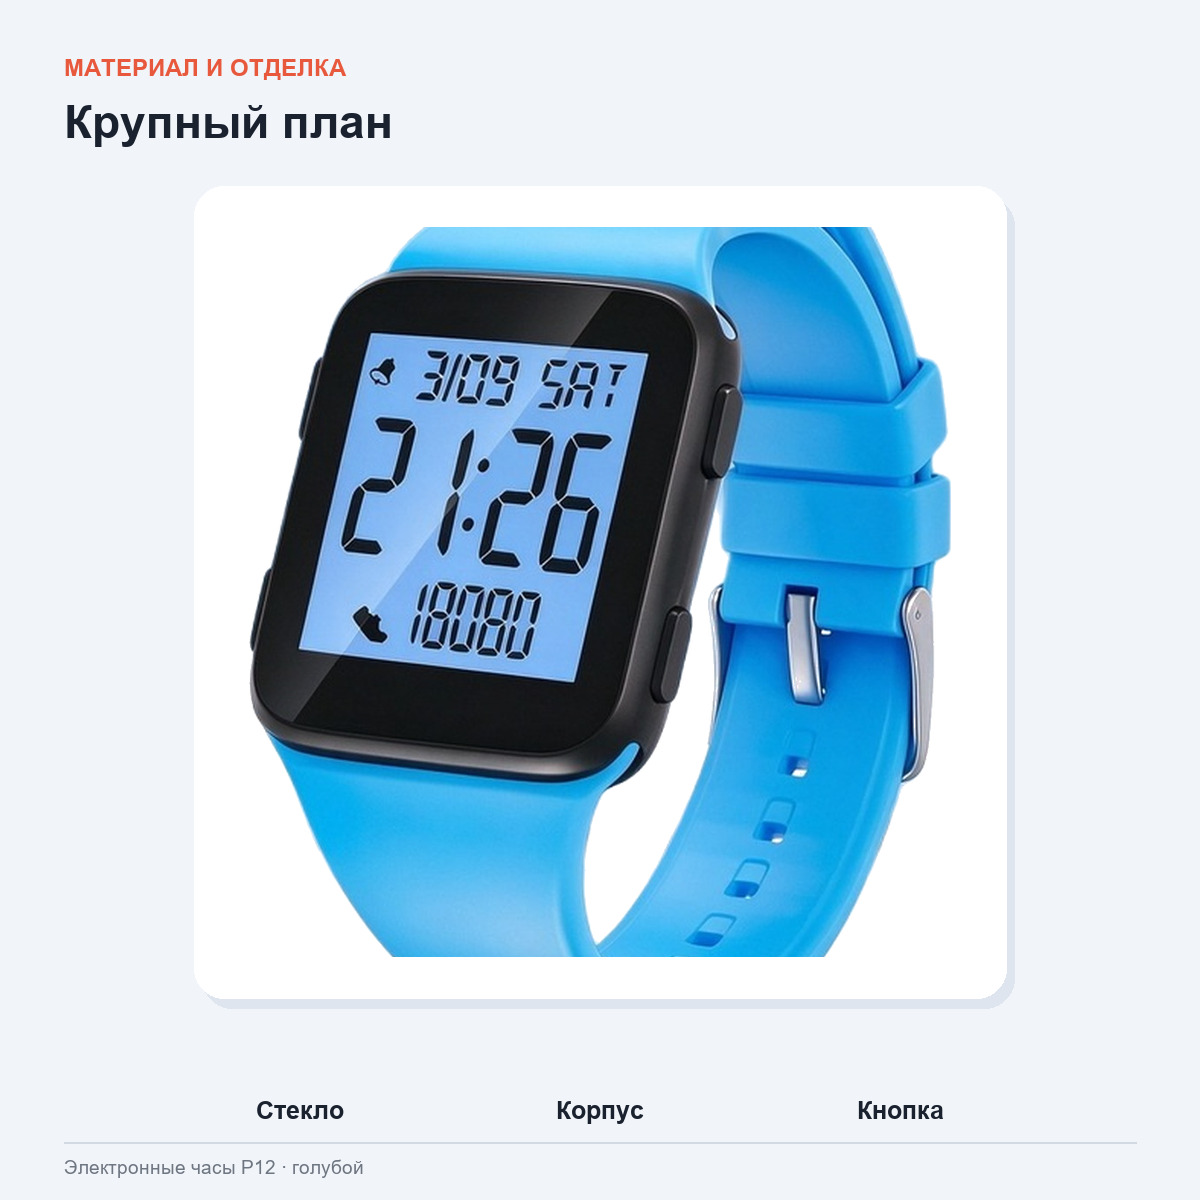 МАТЕРИАЛ И ОТДЕЛКА
Крупный план
3/09 SAT
21:26
18080
Стекло Корпус Кнопка
Электронные часы P12 · голубой